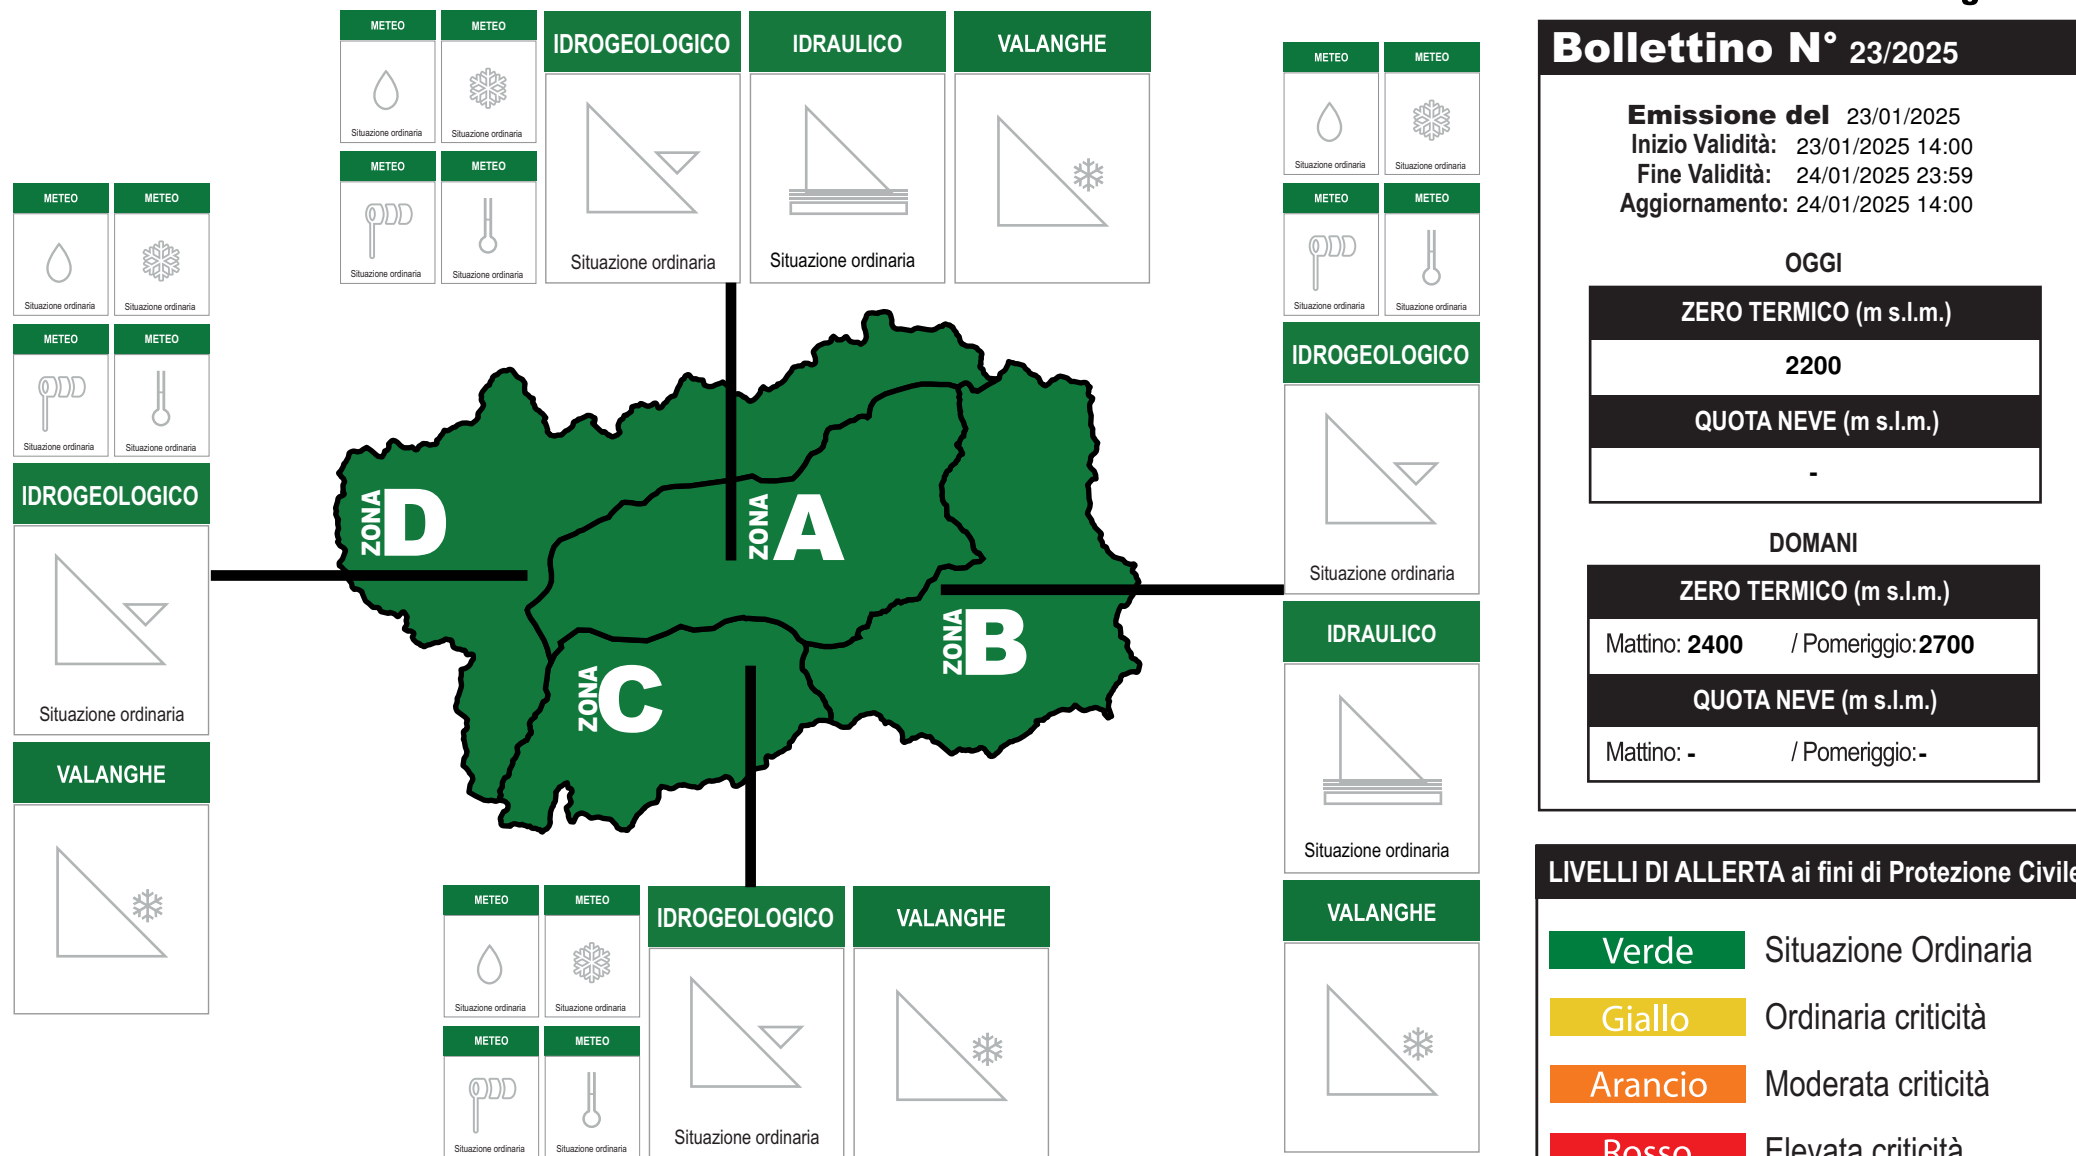 METEO
METEO
Situazione ordinaria
Situazione ordinaria
METEO
METEO
Situazione ordinaria
Situazione ordinaria
IDROGEOLOGICO
Situazione ordinaria
IDRAULICO
Situazione ordinaria
VALANGHE
METEO
METEO
Situazione ordinaria
Situazione ordinaria
METEO
METEO
Situazione ordinaria
Situazione ordinaria
IDROGEOLOGICO
Situazione ordinaria
VALANGHE
ZONA D
ZONA A
ZONA B
ZONA C
METEO
METEO
Situazione ordinaria
Situazione ordinaria
METEO
METEO
Situazione ordinaria
Situazione ordinaria
IDROGEOLOGICO
Situazione ordinaria
IDRAULICO
Situazione ordinaria
VALANGHE
METEO
METEO
Situazione ordinaria
Situazione ordinaria
METEO
METEO
Situazione ordinaria
Situazione ordinaria
IDROGEOLOGICO
Situazione ordinaria
VALANGHE
Bollettino N° 23/2025
Emissione del 23/01/2025
Inizio Validità: 23/01/2025 14:00
Fine Validità: 24/01/2025 23:59
Aggiornamento: 24/01/2025 14:00
OGGI
ZERO TERMICO (m s.l.m.)
2200
QUOTA NEVE (m s.l.m.)
-
DOMANI
ZERO TERMICO (m s.l.m.)
Mattino: 2400 / Pomeriggio: 2700
QUOTA NEVE (m s.l.m.)
Mattino: - / Pomeriggio: -
LIVELLI DI ALLERTA ai fini di Protezione Civile
Verde Situazione Ordinaria
Giallo Ordinaria criticità
Arancio Moderata criticità
Rosso Elevata criticità